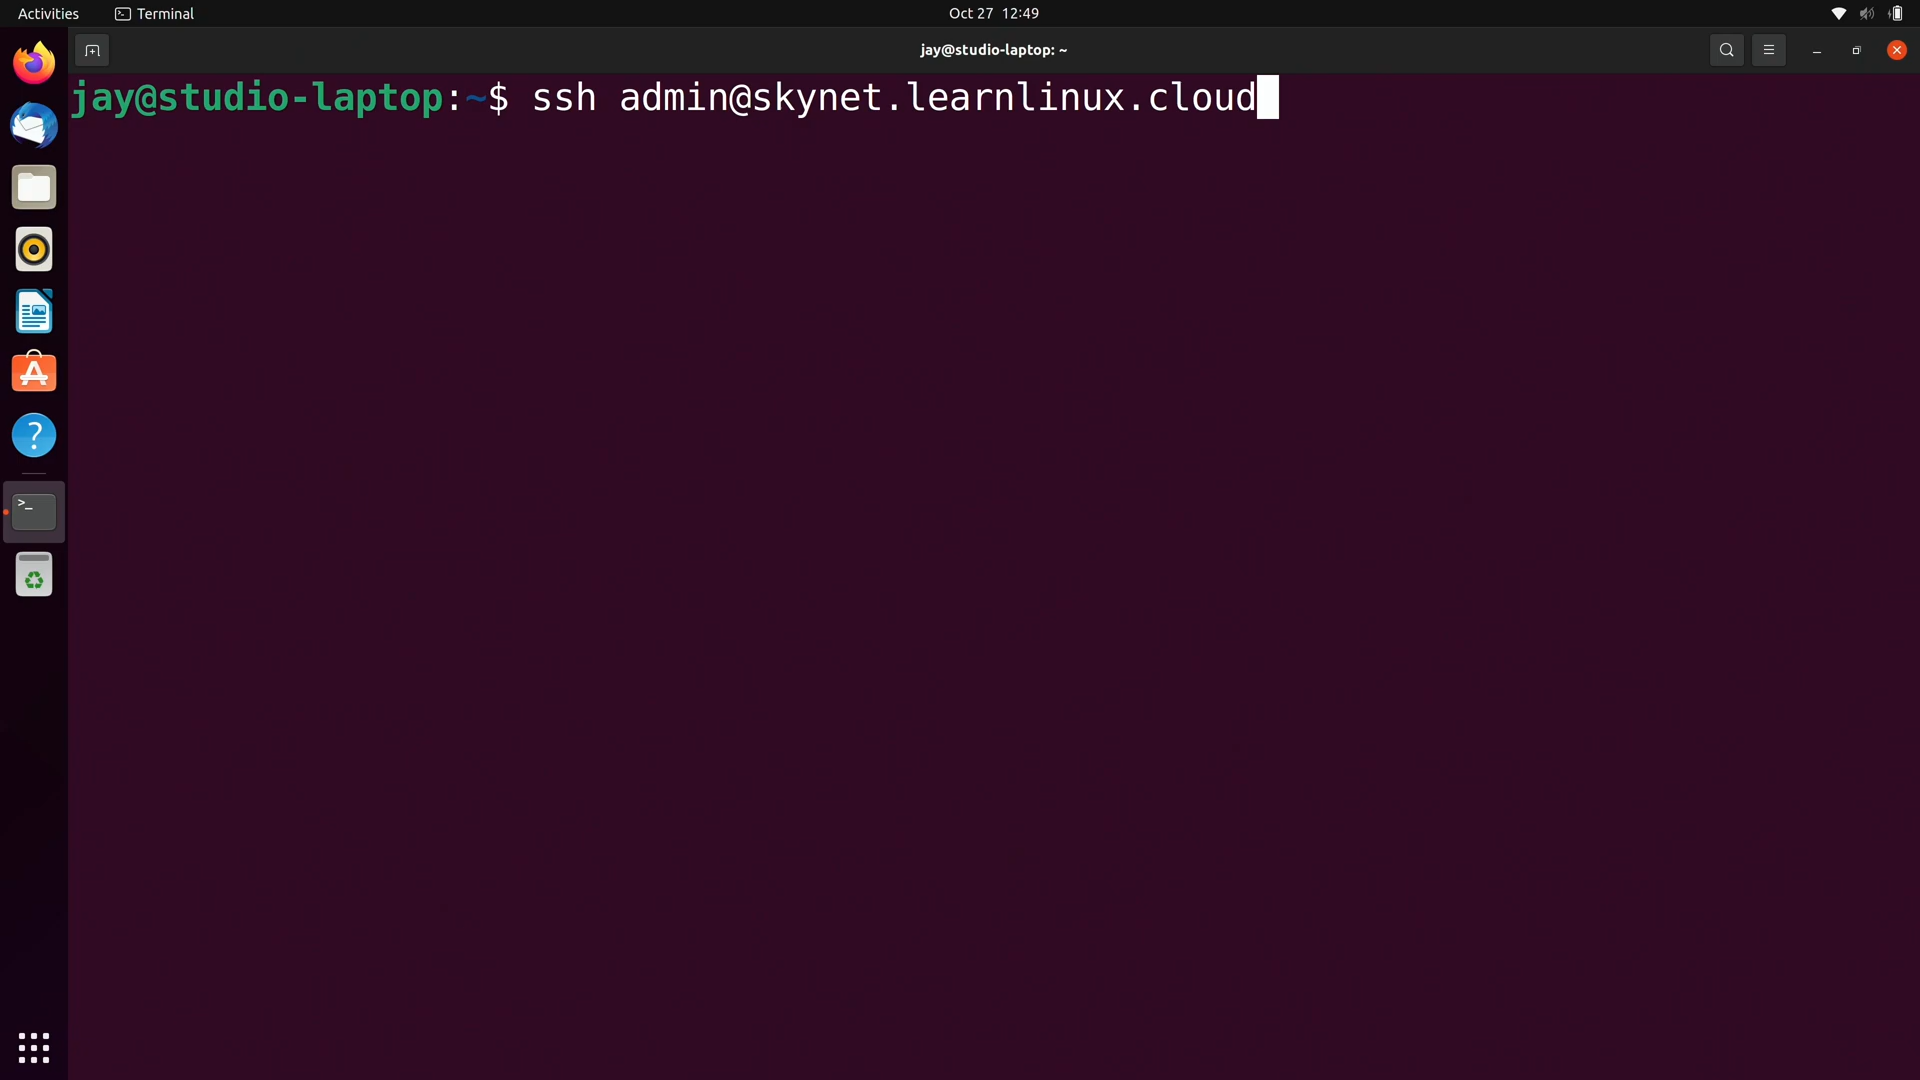 Activities Terminal Oct 27 12:49
jay@studio-laptop: ~
jay@studio-laptop:~$ ssh admin@skynet.learnlinux.cloud